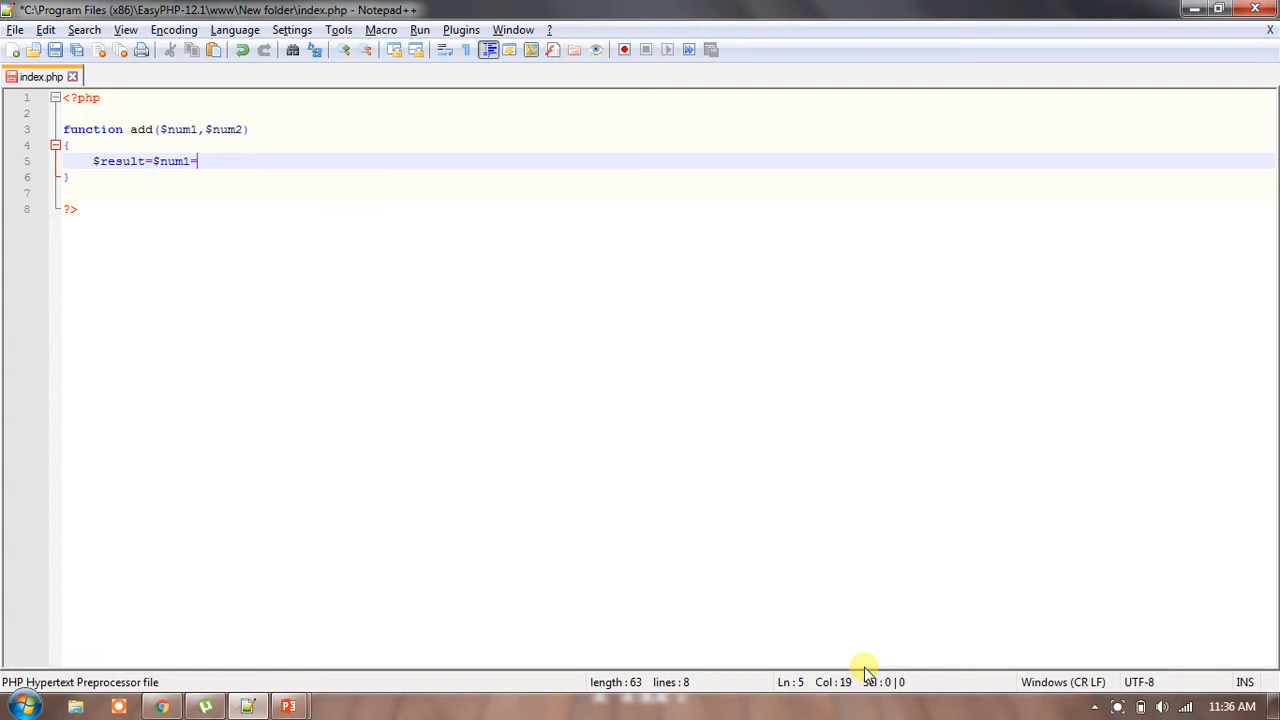 *C:\Program Files (x86)\EasyPHP-12.1\www\New folder\index.php - Notepad++
File Edit Search View Encoding Language Settings Tools Macro Run Plugins Window ? X
index.php
1 <?php
2
3 function add($num1,$num2)
4 {
5 $result=$num1=
6 }
7
8 ?>
PHP Hypertext Preprocessor file length : 63 lines : 8 Ln : 5 Col : 19 0 | 0 Windows (CR LF) UTF-8 INS
11:36 AM